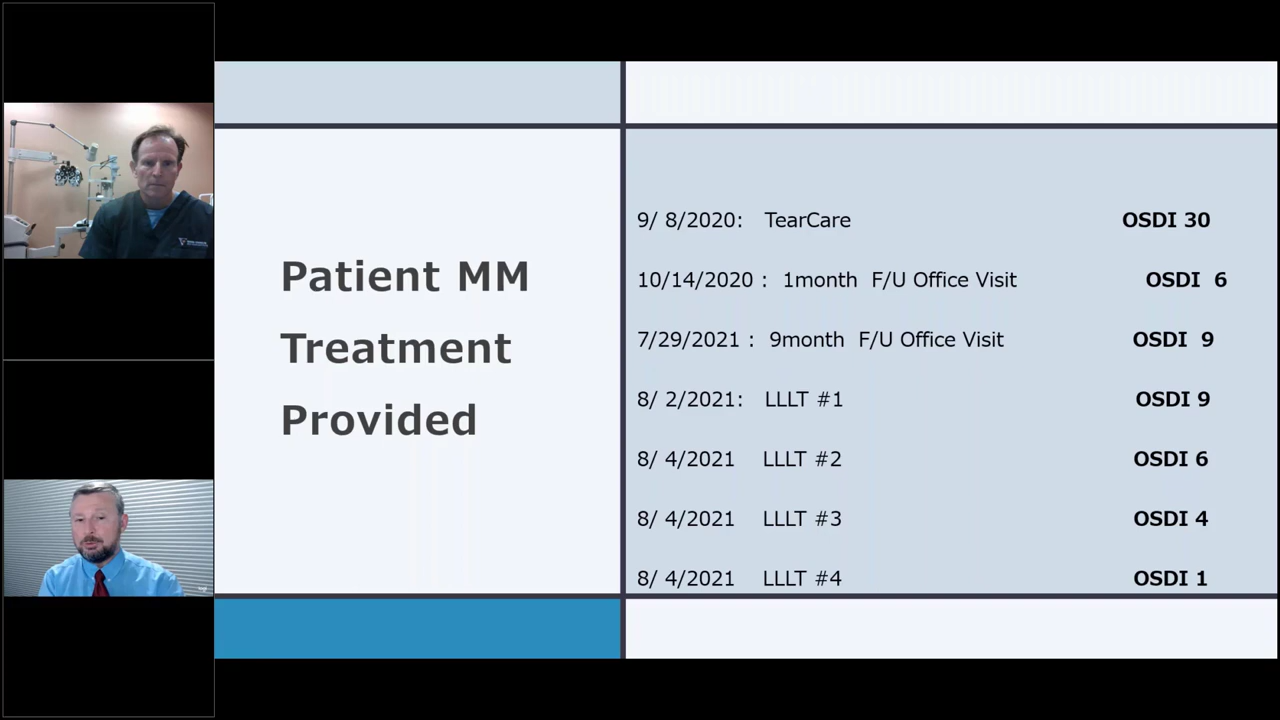 Patient MM
Treatment
Provided
9/ 8/2020: TearCare OSDI 30
10/14/2020 : 1month F/U Office Visit OSDI 6
7/29/2021 : 9month F/U Office Visit OSDI 9
8/ 2/2021: LLLT #1 OSDI 9
8/ 4/2021 LLLT #2 OSDI 6
8/ 4/2021 LLLT #3 OSDI 4
8/ 4/2021 LLLT #4 OSDI 1